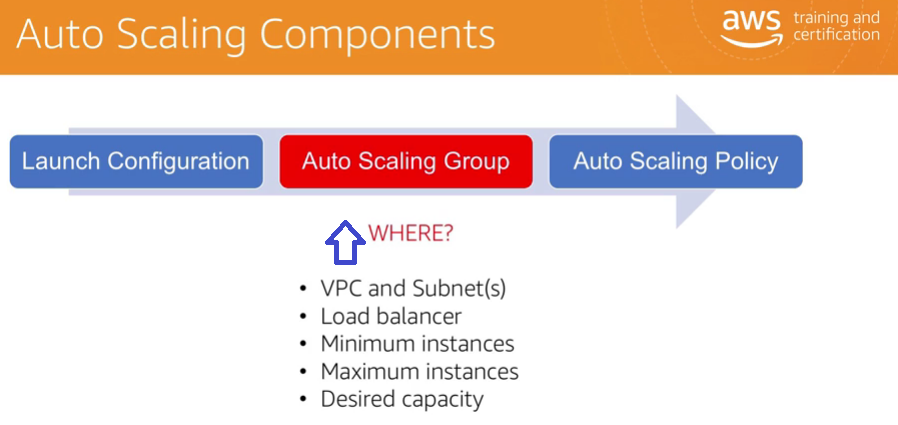 Auto Scaling Components
aws
training and
certification
Launch Configuration
Auto Scaling Group
Auto Scaling Policy
WHERE?
• VPC and Subnet(s)
• Load balancer
• Minimum instances
• Maximum instances
• Desired capacity